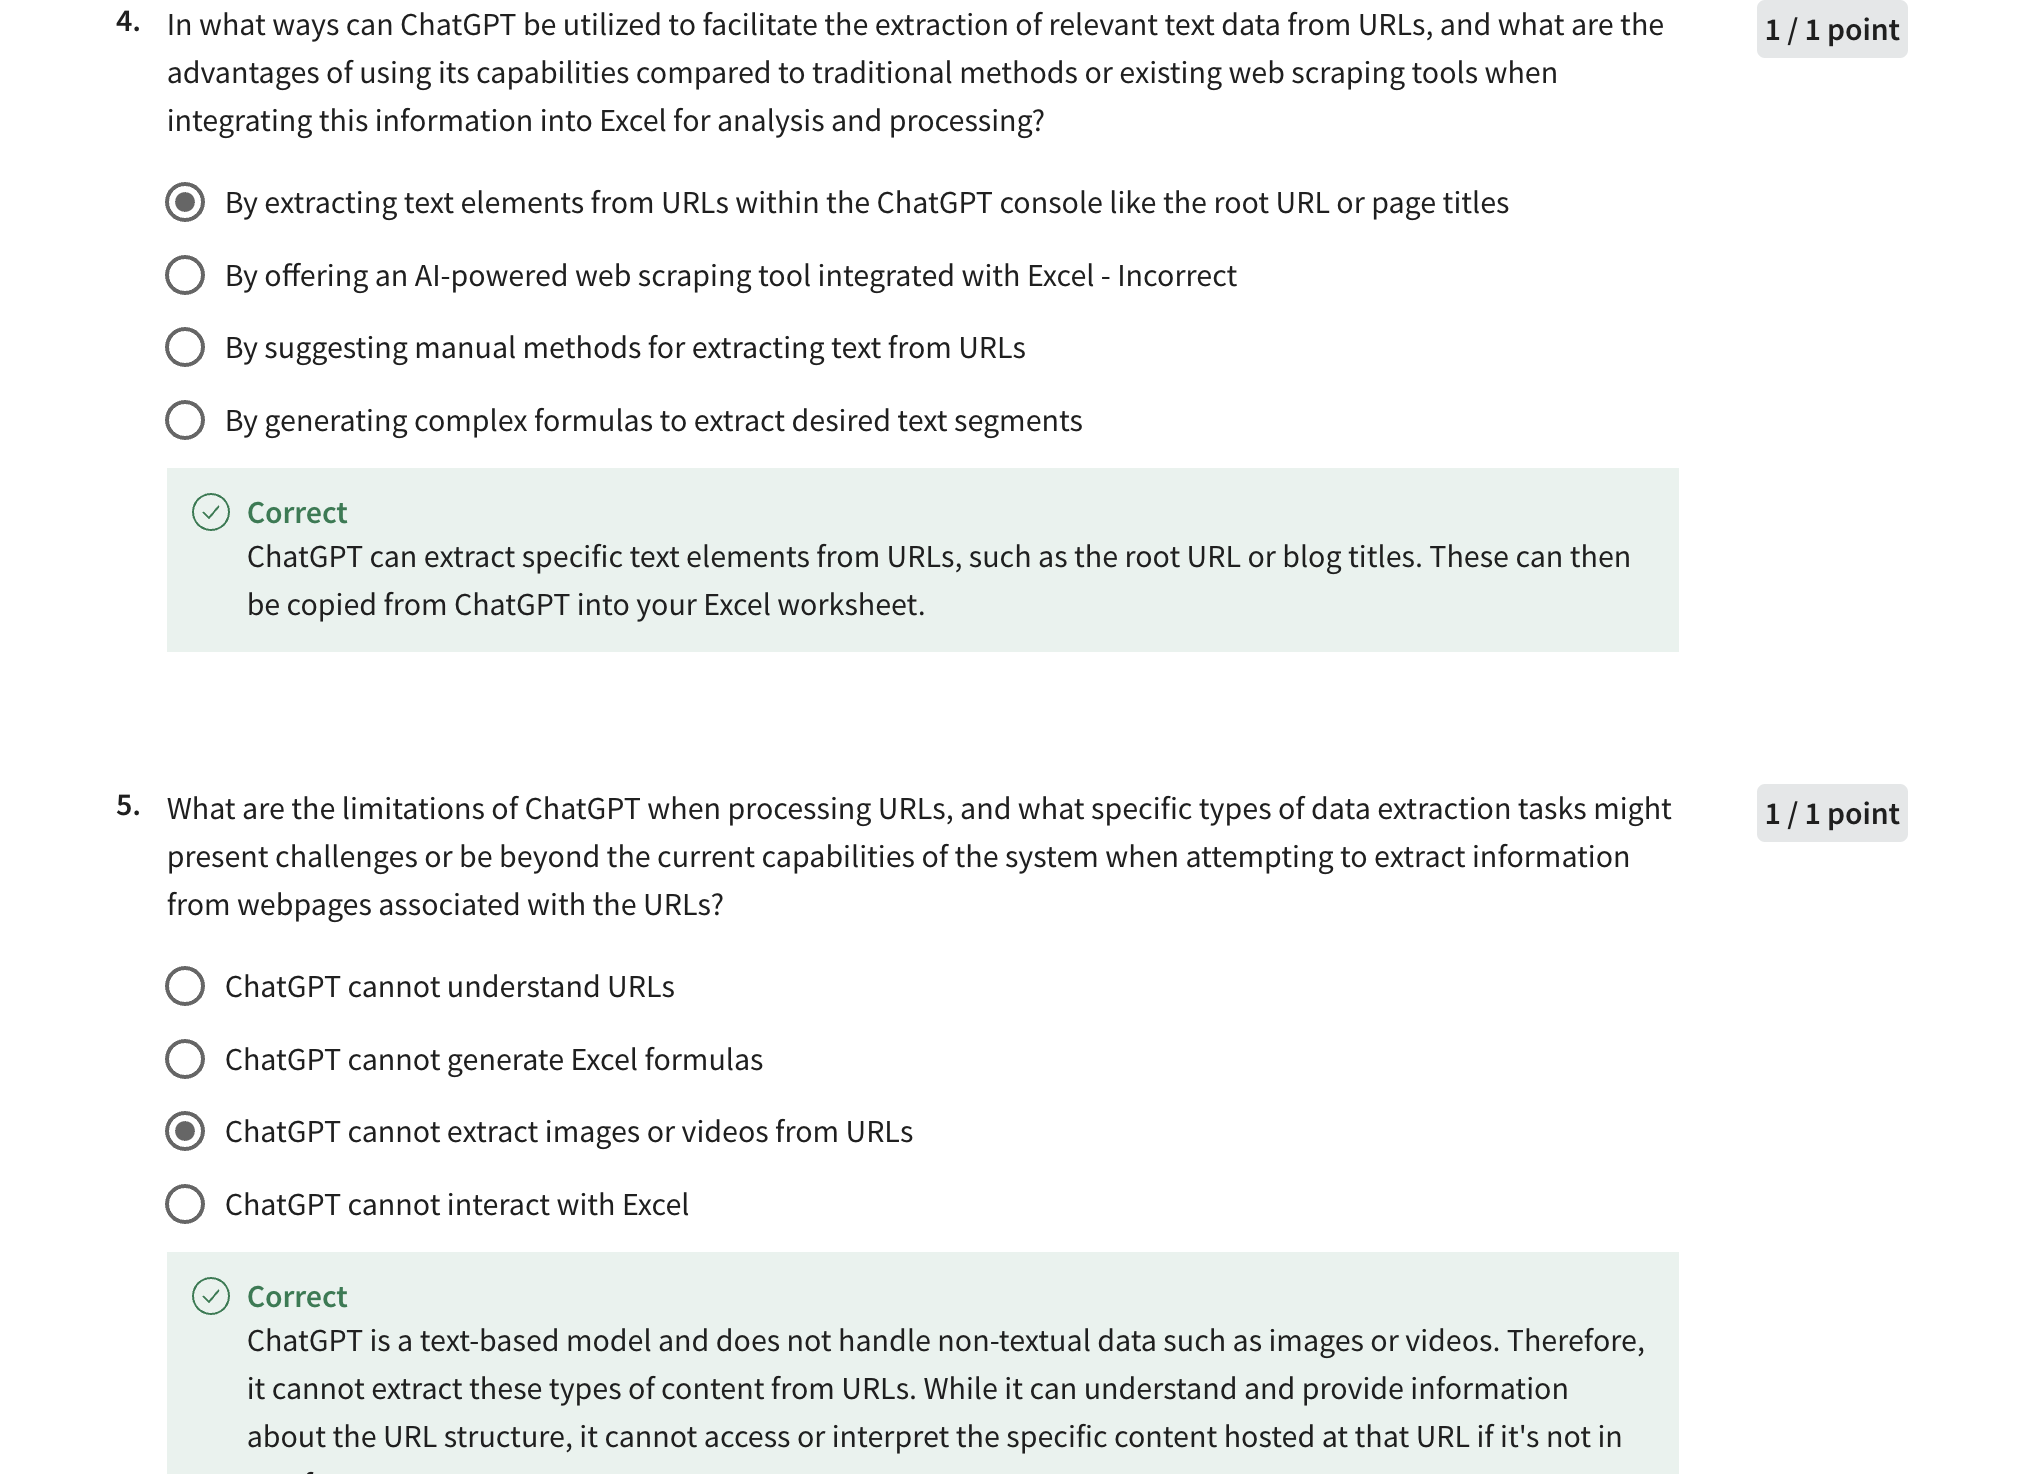 4. In what ways can ChatGPT be utilized to facilitate the extraction of relevant text data from URLs, and what are the 1 / 1 point
advantages of using its capabilities compared to traditional methods or existing web scraping tools when
integrating this information into Excel for analysis and processing?
By extracting text elements from URLs within the ChatGPT console like the root URL or page titles
By offering an AI-powered web scraping tool integrated with Excel - Incorrect
By suggesting manual methods for extracting text from URLs
By generating complex formulas to extract desired text segments
Correct
ChatGPT can extract specific text elements from URLs, such as the root URL or blog titles. These can then
be copied from ChatGPT into your Excel worksheet.
5. What are the limitations of ChatGPT when processing URLs, and what specific types of data extraction tasks might 1 / 1 point
present challenges or be beyond the current capabilities of the system when attempting to extract information
from webpages associated with the URLs?
ChatGPT cannot understand URLs
ChatGPT cannot generate Excel formulas
ChatGPT cannot extract images or videos from URLs
ChatGPT cannot interact with Excel
Correct
ChatGPT is a text-based model and does not handle non-textual data such as images or videos. Therefore,
it cannot extract these types of content from URLs. While it can understand and provide information
about the URL structure, it cannot access or interpret the specific content hosted at that URL if it's not in